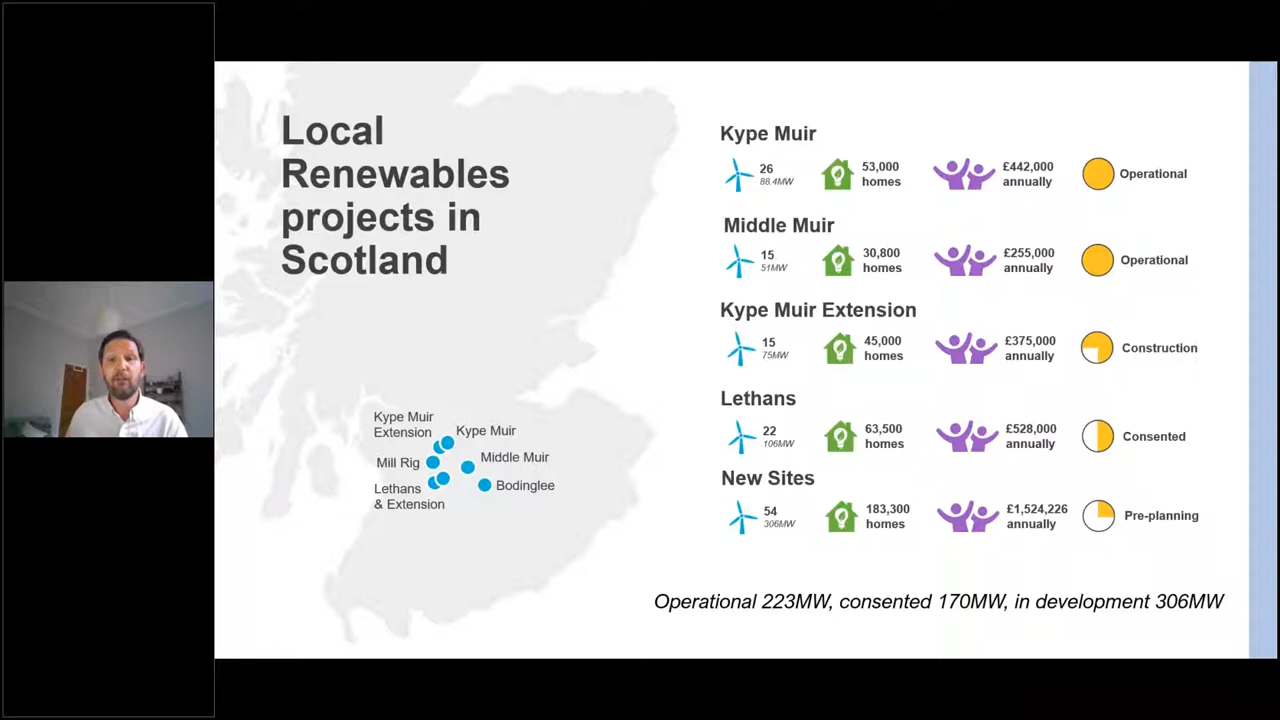 Local
Renewables
projects in
Scotland
Kype Muir
Extension
Kype Muir
Mill Rig
Middle Muir
Lethans
& Extension
Bodinglee
Kype Muir
26
88.4MW
53,000
homes
£442,000
annually
Operational
Middle Muir
15
51MW
30,800
homes
£255,000
annually
Operational
Kype Muir Extension
15
75MW
45,000
homes
£375,000
annually
Construction
Lethans
22
106MW
63,500
homes
£528,000
annually
Consented
New Sites
54
306MW
183,300
homes
£1,524,226
annually
Pre-planning
Operational 223MW, consented 170MW, in development 306MW